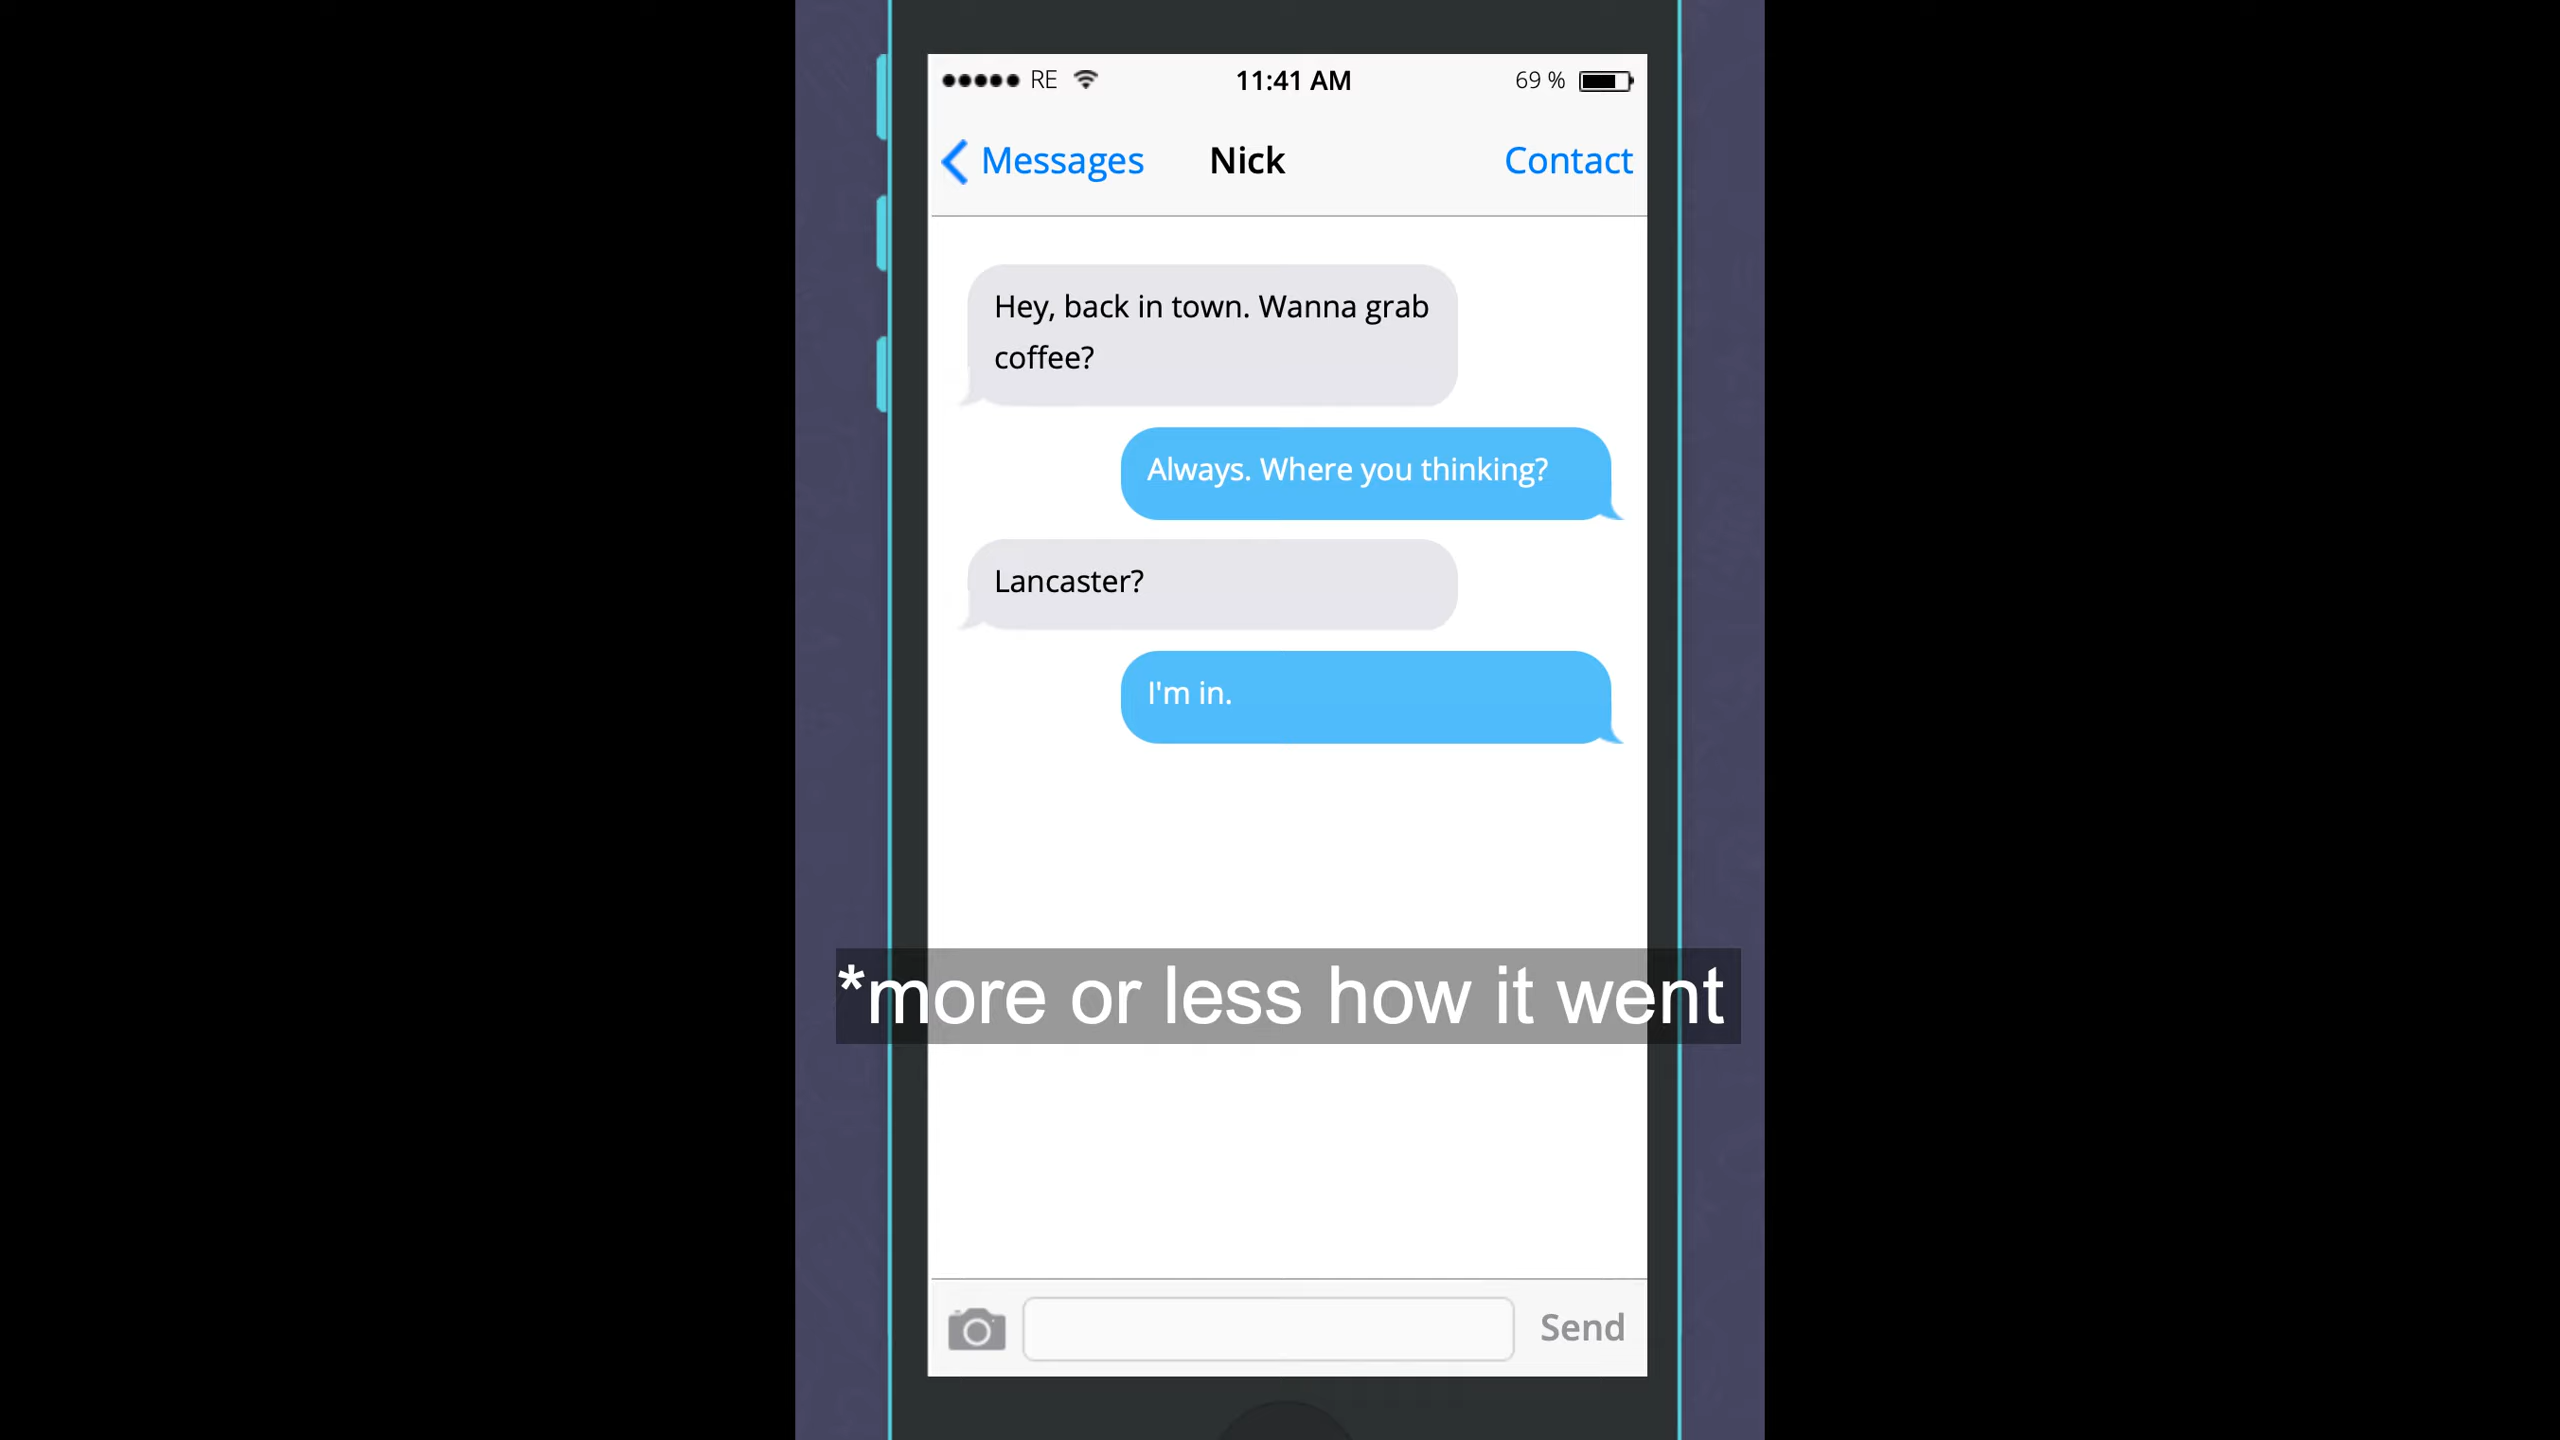 RE 11:41 AM 69 %
Messages Nick Contact
Hey, back in town. Wanna grab
coffee?
Always. Where you thinking?
Lancaster?
I'm in.
*more or less how it went
Send